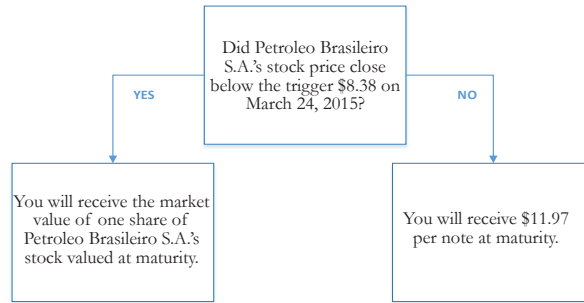 Did Petroleo Brasileiro
S.A.'s stock price close
below the trigger $8.38 on
March 24, 2015?
YES
NO
You will receive the market
value of one share of
Petroleo Brasileiro S.A.'s
stock valued at maturity.
You will receive $11.97
per note at maturity.